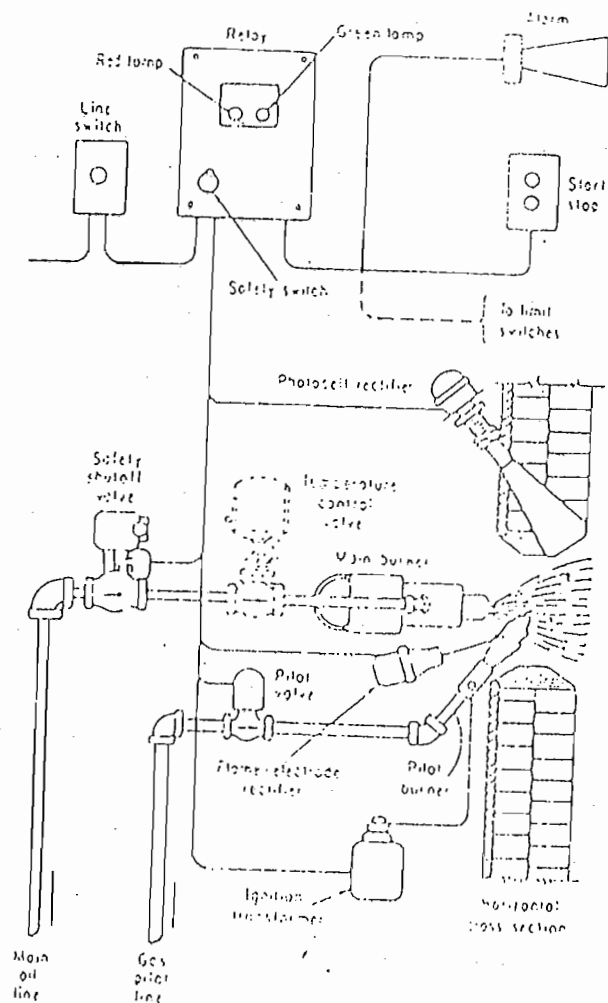 Relay
Green lamp
Alarm
Red lamp
Line
switch
Start
stop
Safety switch
To limit
switches
Photocell rectifier
Safety
shutoff
valve
Temperature
control
valve
Main burner
Pilot
valve
Flame electrode
rectifier
Pilot
burner
Ignition
transformer
Horizontal
cross section
Main
oil
line
Gas
pilot
line